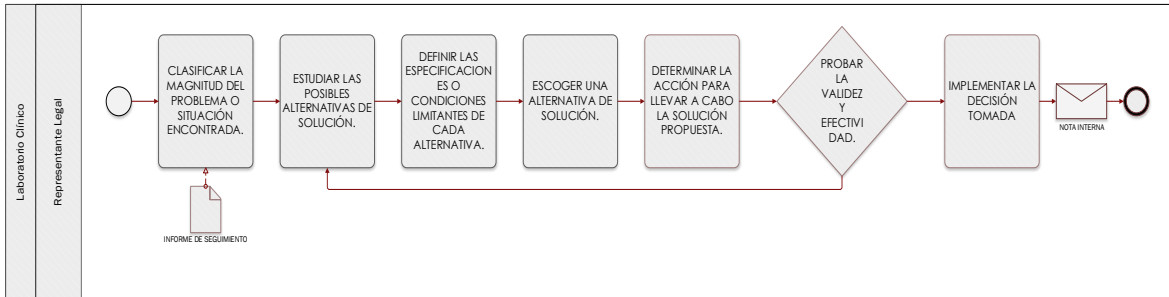 Laboratorio Clínico
Representante Legal
CLASIFICAR LA
MAGNITUD DEL
PROBLEMA O
SITUACIÓN
ENCONTRADA.
ESTUDIAR LAS
POSIBLES
ALTERNATIVAS DE
SOLUCIÓN.
DEFINIR LAS
ESPECIFICACION
ES O
CONDICIONES
LIMITANTES DE
CADA
ALTERNATIVA.
ESCOGER UNA
ALTERNATIVA DE
SOLUCIÓN.
DETERMINAR LA
ACCIÓN PARA
LLEVAR A CABO
LA SOLUCIÓN
PROPUESTA.
PROBAR
LA
VALIDEZ
Y
EFECTIVI
DAD.
IMPLEMENTAR LA
DECISIÓN
TOMADA
NOTA INTERNA
INFORME DE SEGUIMIENTO